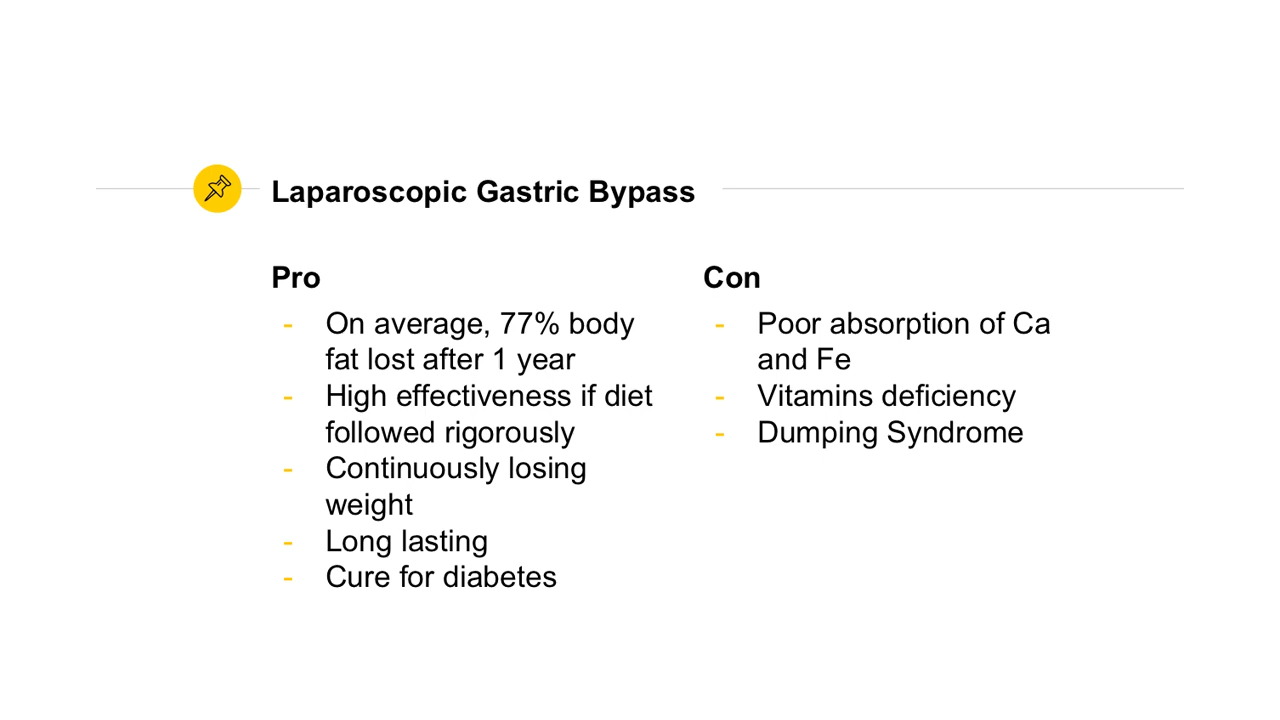 Laparoscopic Gastric Bypass
Pro
- On average, 77% body
fat lost after 1 year
- High effectiveness if diet
followed rigorously
- Continuously losing
weight
- Long lasting
- Cure for diabetes
Con
- Poor absorption of Ca
and Fe
- Vitamins deficiency
- Dumping Syndrome